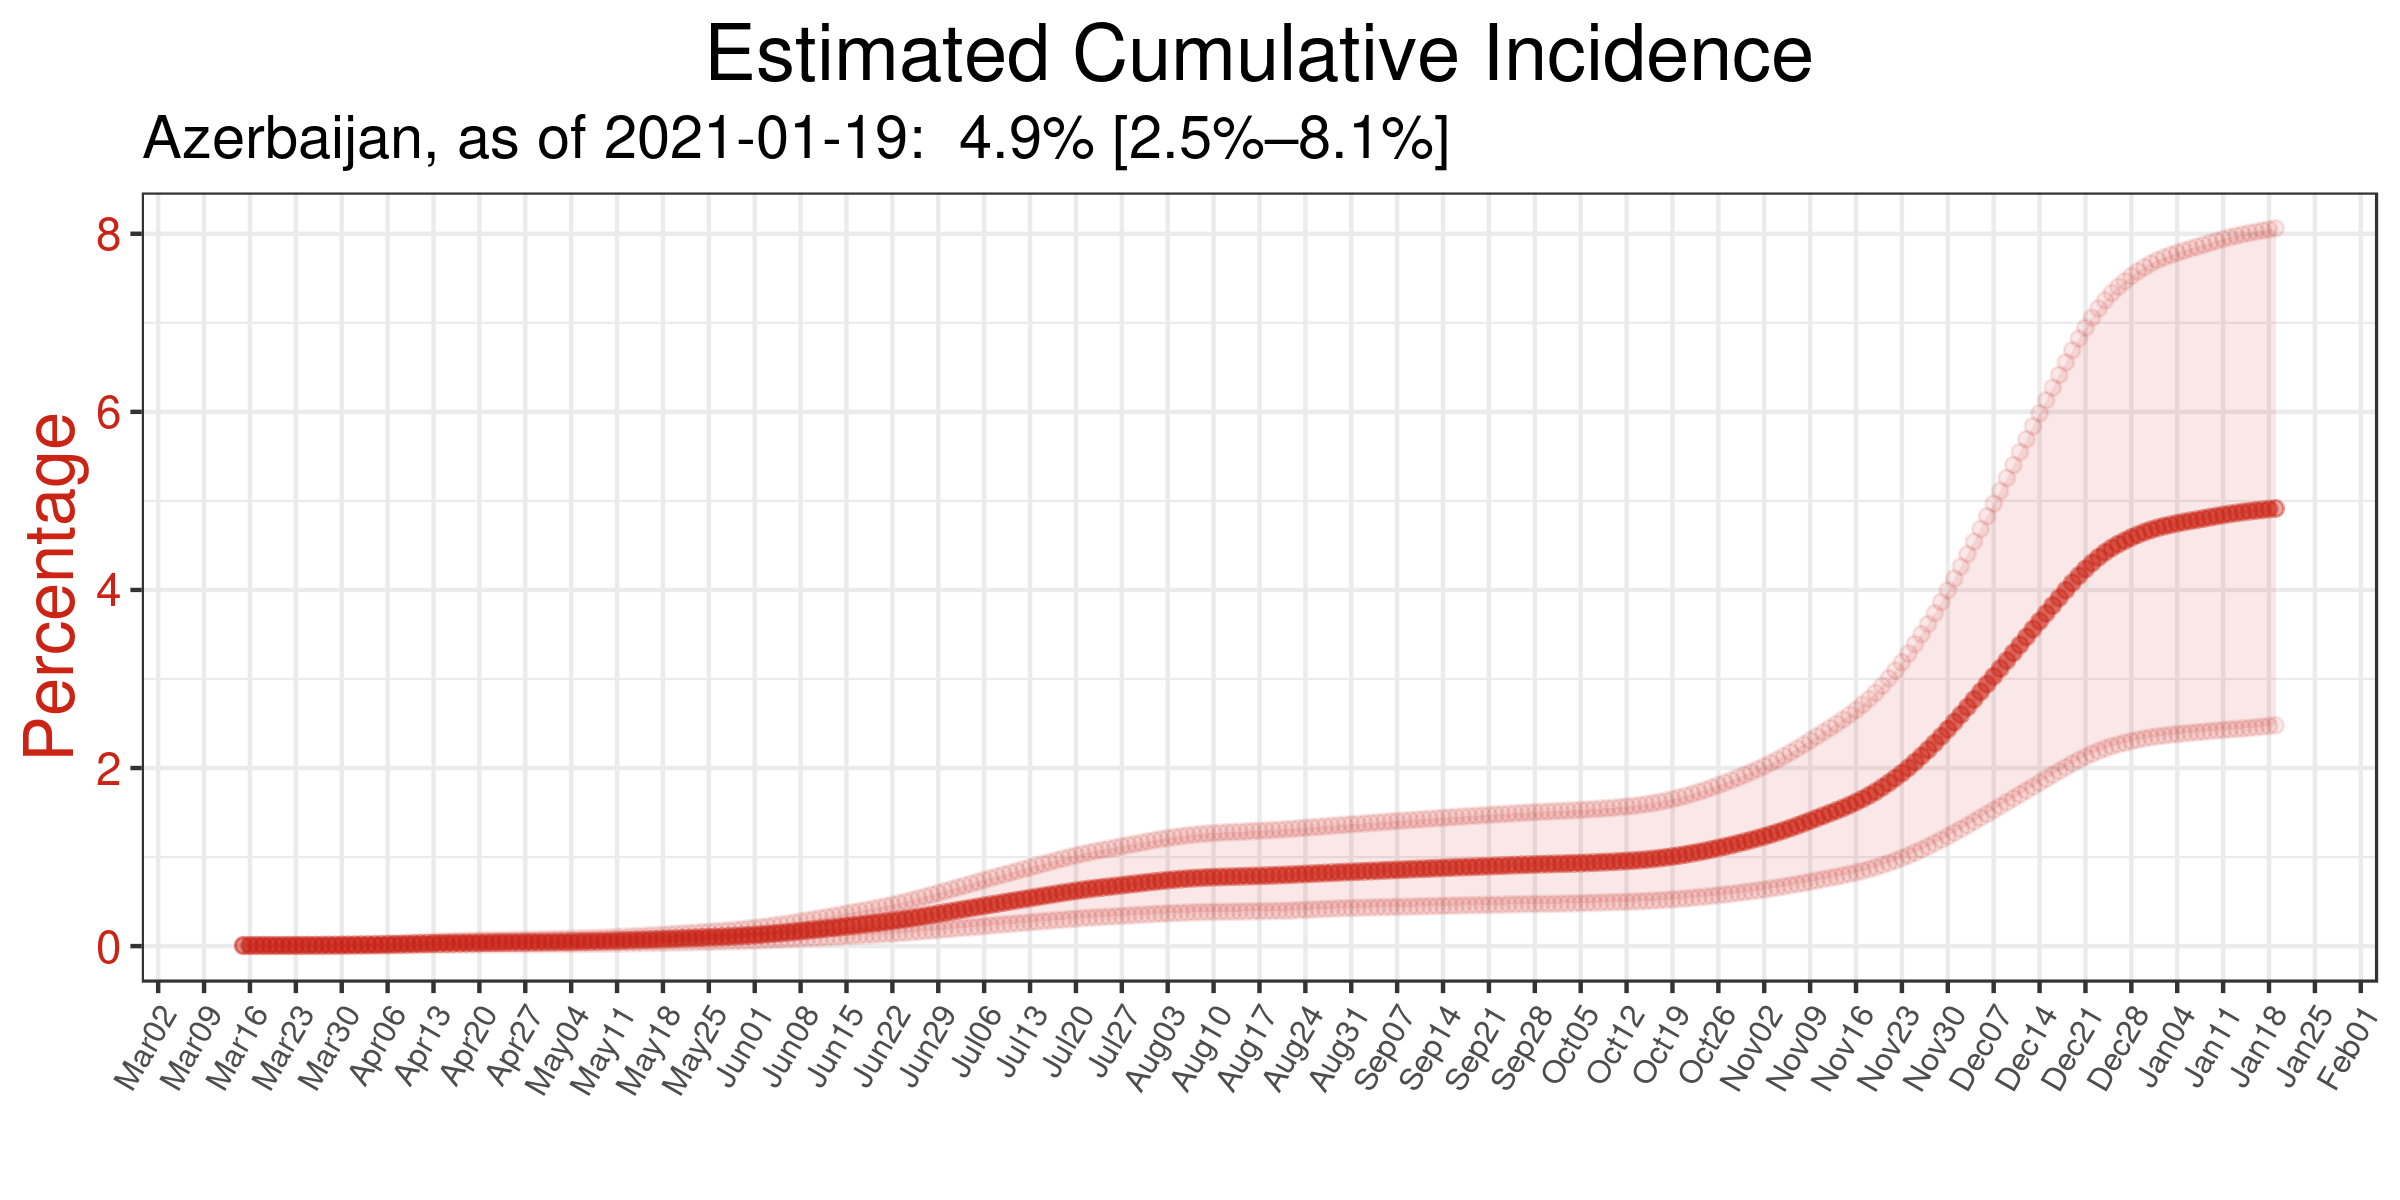 Estimated Cumulative Incidence
Azerbaijan, as of 2021-01-19:  4.9% [2.5%–8.1%]
Percentage
8
6
4
2
0
Mar02 Mar09 Mar16 Mar23 Mar30 Apr06 Apr13 Apr20 Apr27 May04 May11 May18 May25 Jun01 Jun08 Jun15 Jun22 Jun29 Jul06 Jul13 Jul20 Jul27 Aug03 Aug10 Aug17 Aug24 Aug31 Sep07 Sep14 Sep21 Sep28 Oct05 Oct12 Oct19 Oct26 Nov02 Nov09 Nov16 Nov23 Nov30 Dec07 Dec14 Dec21 Dec28 Jan04 Jan11 Jan18 Jan25 Feb01